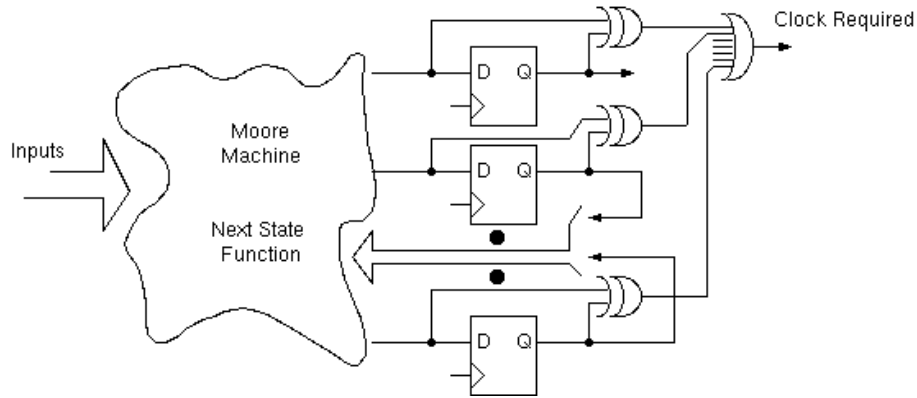 Clock Required
D Q
Moore
Machine
Inputs
D Q
Next State
Function
D Q